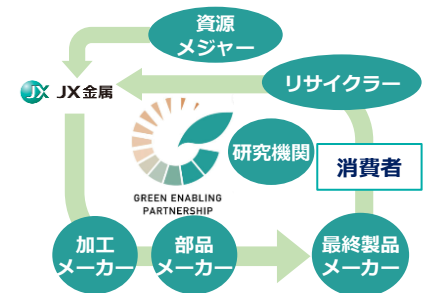 資源
メジャー
リサイクラー
JX JX金属
研究機関
消費者
GREEN ENABLING
PARTNERSHIP
加工
メーカー
部品
メーカー
最終製品
メーカー